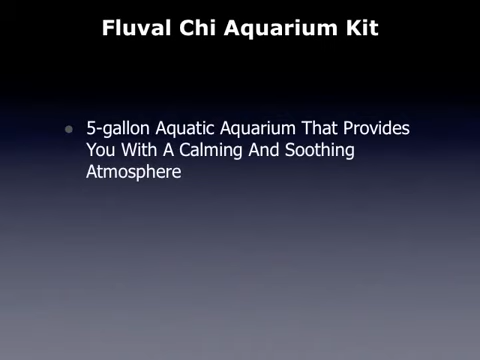 Fluval Chi Aquarium Kit
5-gallon Aquatic Aquarium That Provides
You With A Calming And Soothing
Atmosphere